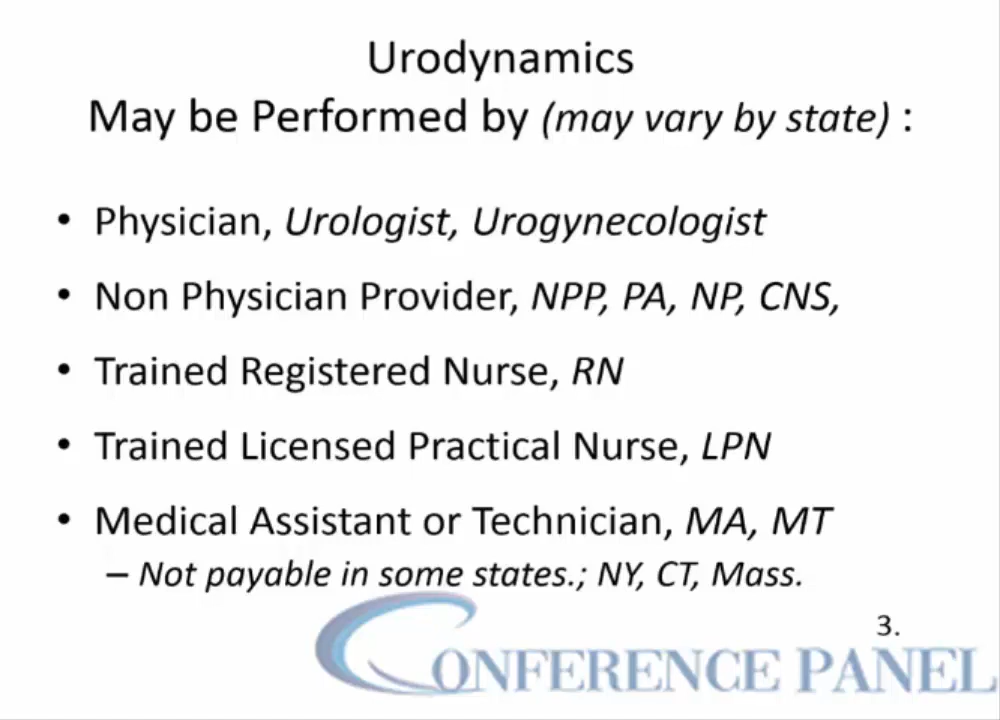 Urodynamics
May be Performed by (may vary by state) :
• Physician, Urologist, Urogynecologist
• Non Physician Provider, NPP, PA, NP, CNS,
• Trained Registered Nurse, RN
• Trained Licensed Practical Nurse, LPN
• Medical Assistant or Technician, MA, MT
– Not payable in some states.; NY, CT, Mass.
3.
CONFERENCE PANEL